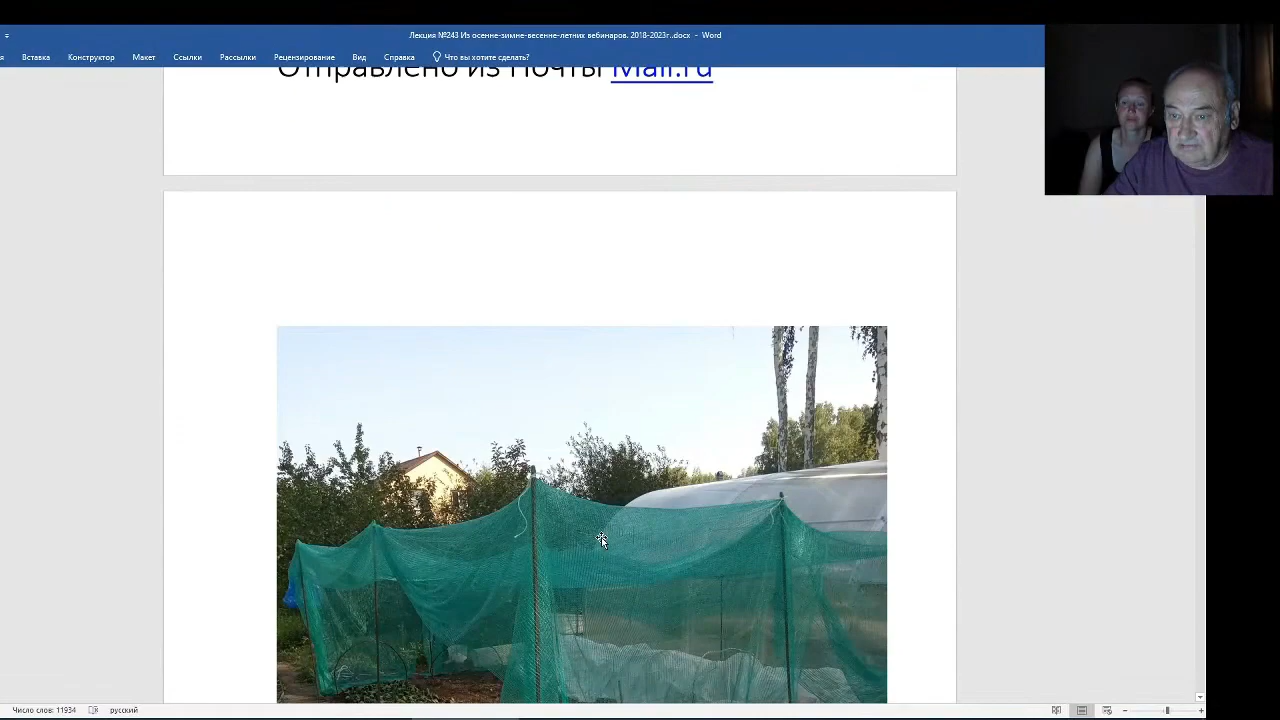 Лекция №243 Из осенне-зимне-весенне-летних вебинаров. 2018-2023г..docx - Word
Вставка Конструктор Макет Ссылки Рассылки Рецензирование Вид Справка Что вы хотите сделать?
Отправлено из Почты Mail.ru
Число слов: 11934 русский